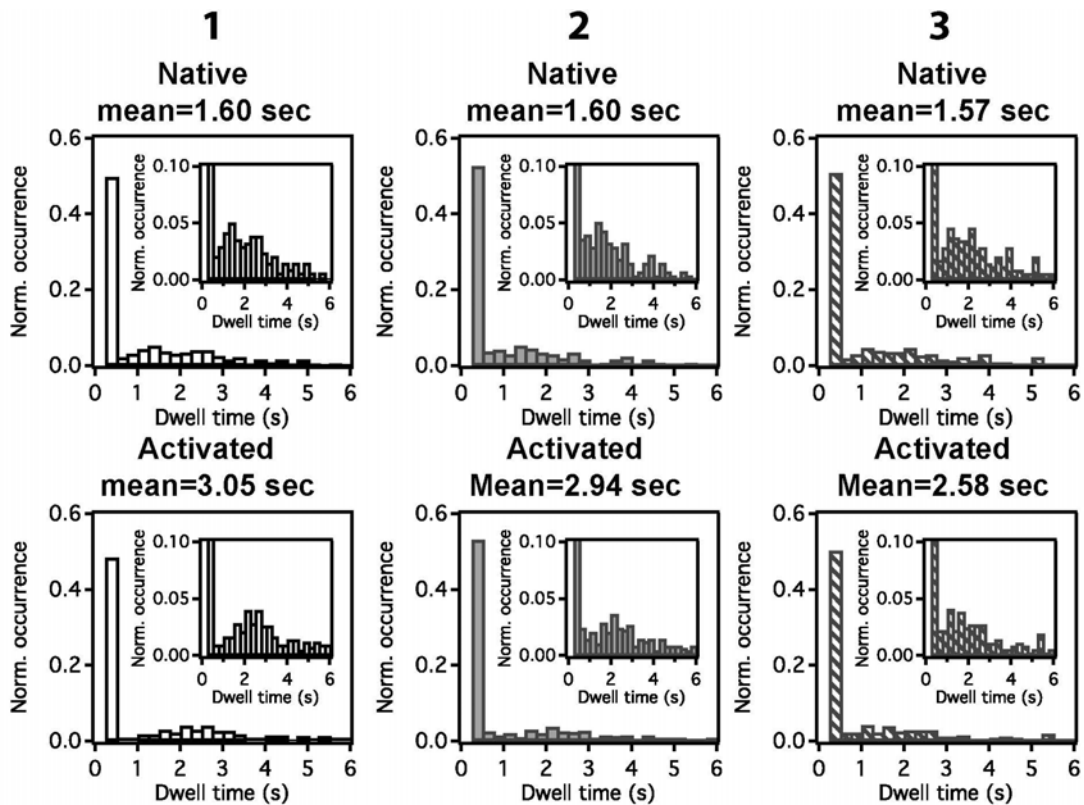 1
Native
mean=1.60 sec
Norm. occurrence
0.6
0.4
0.2
0.0
0 1 2 3 4 5 6
Dwell time (s)
Norm. occurrence
0.10
0.05
0.00
0 2 4 6
Dwell time (s)
2
Native
mean=1.60 sec
Norm. occurrence
0.6
0.4
0.2
0.0
0 1 2 3 4 5 6
Dwell time (s)
Norm. occurrence
0.10
0.05
0.00
0 2 4 6
Dwell time (s)
3
Native
mean=1.57 sec
Norm. occurrence
0.6
0.4
0.2
0.0
0 1 2 3 4 5 6
Dwell time (s)
Norm. occurrence
0.10
0.05
0.00
0 2 4 6
Dwell time (s)
Activated
mean=3.05 sec
Norm. occurrence
0.6
0.4
0.2
0.0
0 1 2 3 4 5 6
Dwell time (s)
Norm. occurrence
0.10
0.05
0.00
0 2 4 6
Dwell time (s)
Activated
Mean=2.94 sec
Norm. occurrence
0.6
0.4
0.2
0.0
0 1 2 3 4 5 6
Dwell time (s)
Norm. occurrence
0.10
0.05
0.00
0 2 4 6
Dwell time (s)
Activated
Mean=2.58 sec
Norm. occurrence
0.6
0.4
0.2
0.0
0 1 2 3 4 5 6
Dwell time (s)
Norm. occurrence
0.10
0.05
0.00
0 2 4 6
Dwell time (s)